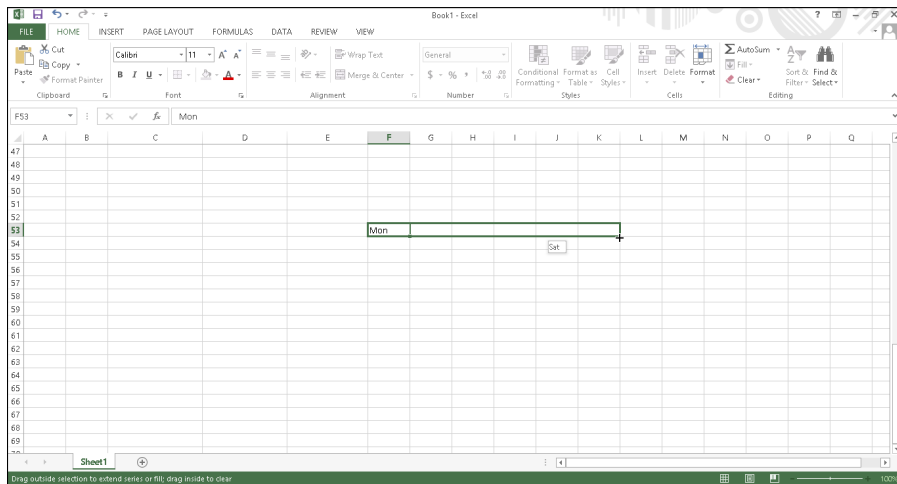 Book1 - Excel
FILE HOME INSERT PAGE LAYOUT FORMULAS DATA REVIEW VIEW
Paste
Cut
Copy
Format Painter
Clipboard
Calibri 11
A A
B I U A
Font
Wrap Text
Merge & Center
Alignment
General
$ % ,
Number
Conditional Formatting
Format as Table
Cell Styles
Styles
Insert Delete Format
Cells
AutoSum
Fill
Clear
Sort & Filter
Find & Select
Editing
F53 fx Mon
A B C D E F G H I J K L M N O P Q
47
48
49
50
51
52
53 Mon
54 Sat
55
56
57
58
59
60
61
62
63
64
65
66
67
68
69
Sheet1
Drag outside selection to extend series or fill; drag inside to clear 100%